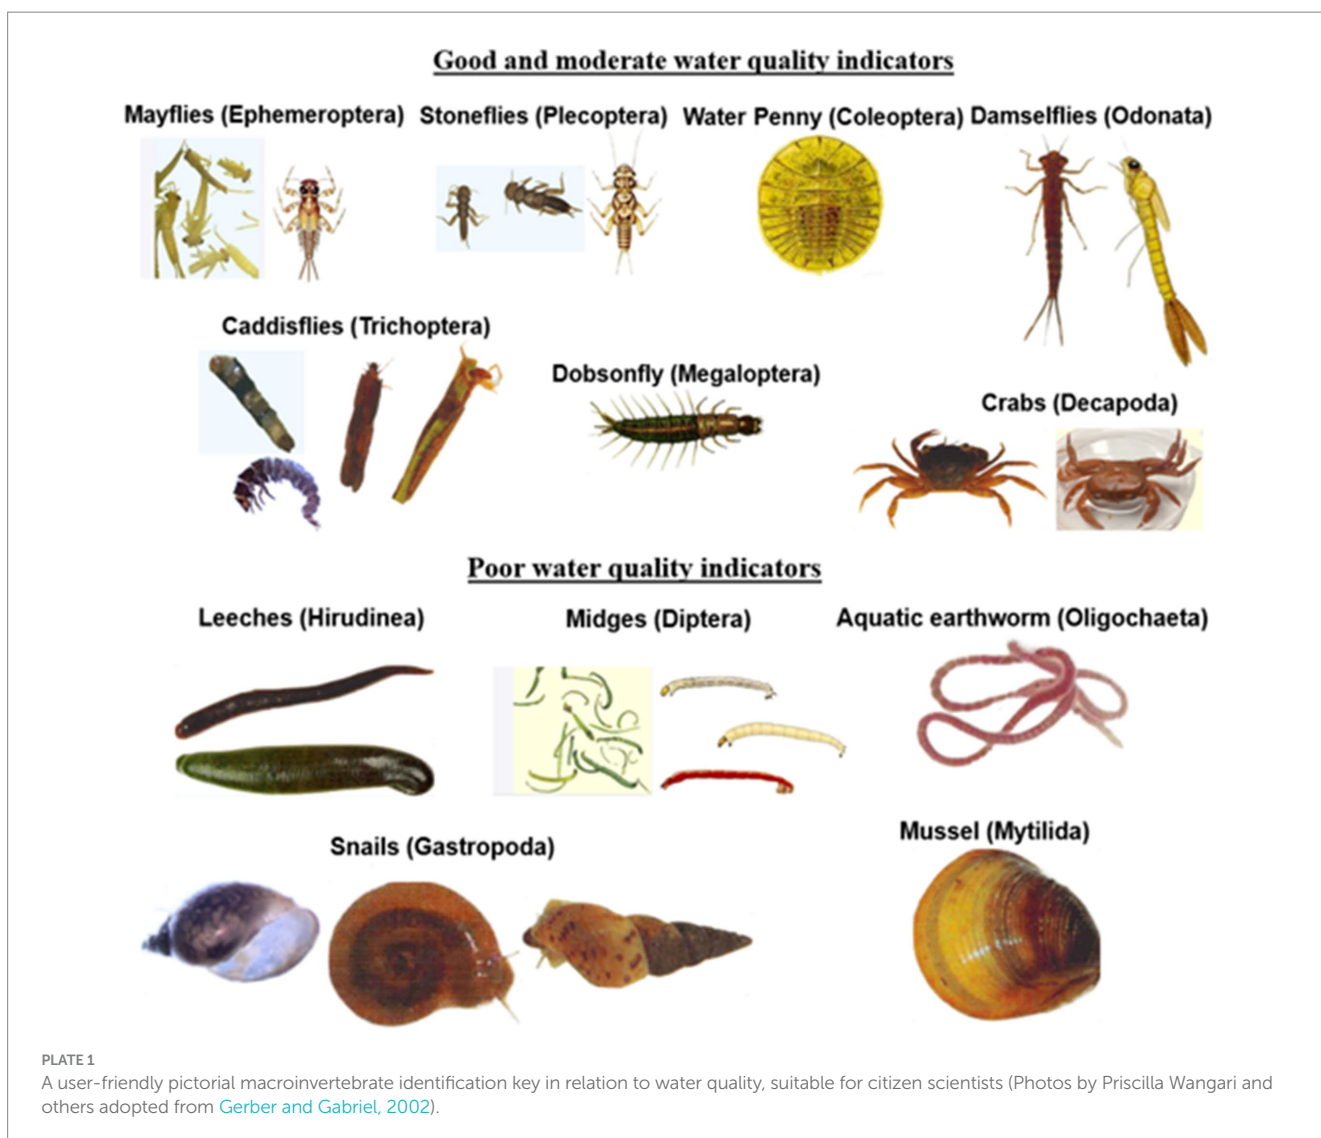 Good and moderate water quality indicators
Mayflies (Ephemeroptera) Stoneflies (Plecoptera) Water Penny (Coleoptera) Damselflies (Odonata)
Caddisflies (Trichoptera)
Dobsonfly (Megaloptera)
Crabs (Decapoda)
Poor water quality indicators
Leeches (Hirudinea) Midges (Diptera) Aquatic earthworm (Oligochaeta)
Mussel (Mytilida)
Snails (Gastropoda)
PLATE 1
A user-friendly pictorial macroinvertebrate identification key in relation to water quality, suitable for citizen scientists (Photos by Priscilla Wangari and
others adopted from Gerber and Gabriel, 2002).